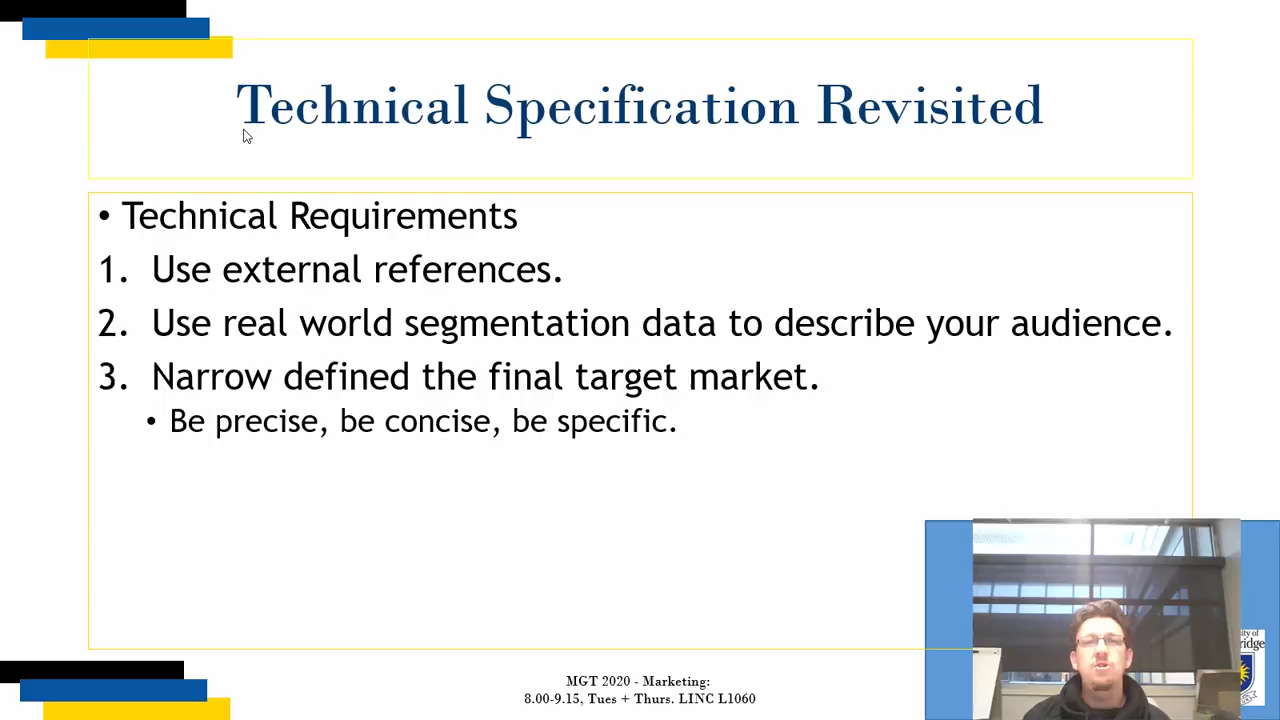 Technical Specification Revisited
• Technical Requirements
1. Use external references.
2. Use real world segmentation data to describe your audience.
3. Narrow defined the final target market.
• Be precise, be concise, be specific.
MGT 2020 - Marketing:
8.00-9.15, Tues + Thurs. LINC L1060